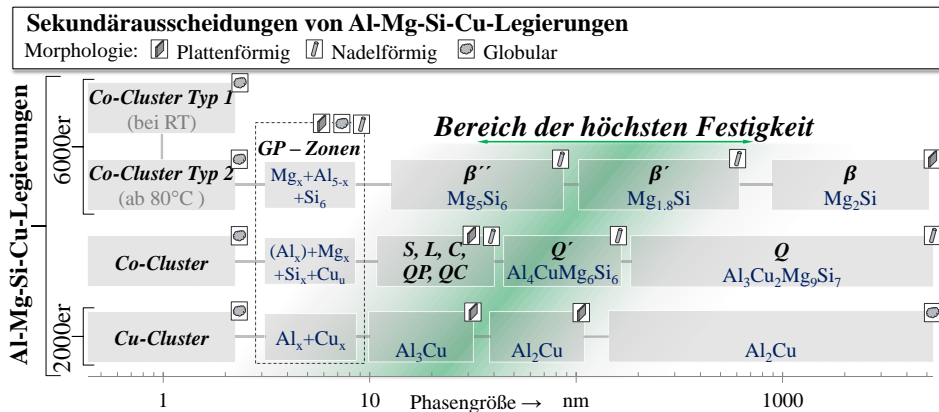 Sekundärausscheidungen von Al-Mg-Si-Cu-Legierungen
Morphologie: Plattenförmig Nadelförmig Globular
Al-Mg-Si-Cu-Legierungen
6000er
2000er
Co-Cluster Typ 1
(bei RT)
Co-Cluster Typ 2
(ab 80°C )
GP – Zonen
Mgₓ+Al₅₋ₓ
+Si₆
Bereich der höchsten Festigkeit
β´´
Mg₅Si₆
β´
Mg₁.₈Si
β
Mg₂Si
Co-Cluster
(Alₓ)+Mgₓ
+Siₓ+Cuᵤ
S, L, C,
QP, QC
Q´
Al₄CuMg₆Si₆
Q
Al₃Cu₂Mg₉Si₇
Cu-Cluster
Alₓ+Cuₓ
Al₃Cu
Al₂Cu
Al₂Cu
1 10 1000
Phasengröße → nm